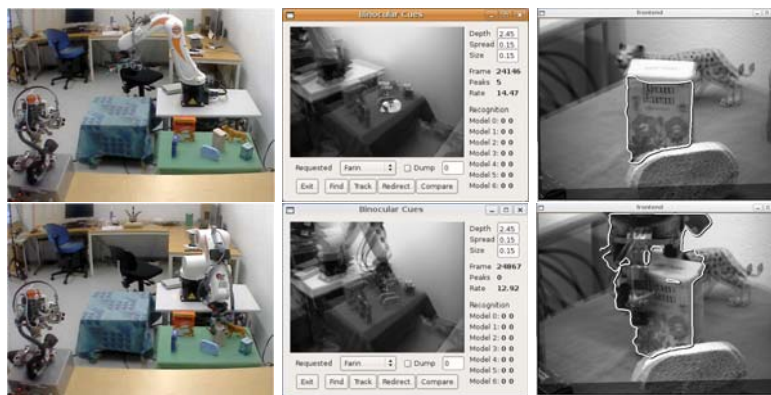 Binocular Cues
Depth 2.45
Spread 0.15
Size 0.15
Frame 24146
Peaks 5
Rate 14.47
Recognition
Model 0: 0 0
Model 1: 0 0
Model 2: 0 0
Model 3: 0 0
Model 4: 0 0
Model 5: 0 0
Model 6: 0 0
Requested Farin Dump 0
Exit Find Track Redirect Compare
frontend
Binocular Cues
Depth 2.45
Spread 0.15
Size 0.15
Frame 24867
Peaks 0
Rate 12.92
Recognition
Model 0: 0 0
Model 1: 0 0
Model 2: 0 0
Model 3: 0 0
Model 4: 0 0
Model 5: 0 0
Model 6: 0 0
Requested Farin Dump 0
Exit Find Track Redirect Compare
frontend